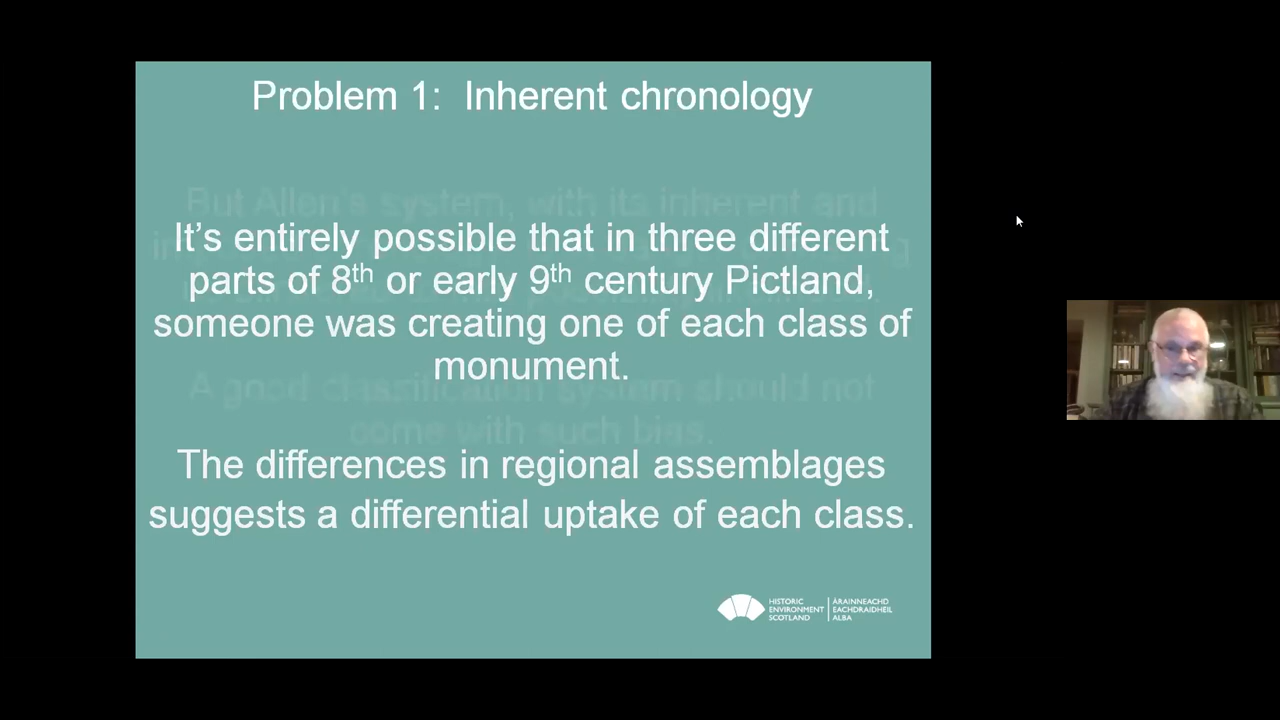 Problem 1: Inherent chronology
But Allen's system, with its inherent and
It's entirely possible that in three different
parts of 8th or early 9th century Pictland,
someone was creating one of each class of
monument.
A good classification system should not
come with such bias.
The differences in regional assemblages
suggests a differential uptake of each class.
HISTORIC
ENVIRONMENT
SCOTLAND
ÀRAINNEACHD
EACHDRAIDHEIL
ALBA